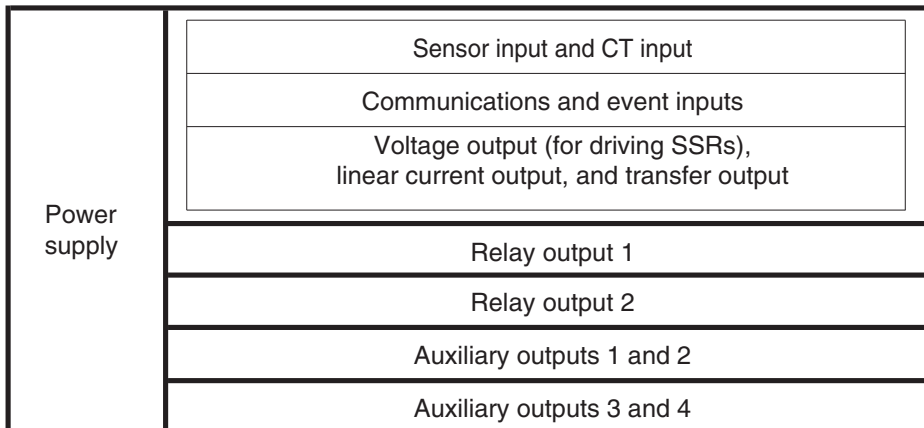 Power
supply
Sensor input and CT input
Communications and event inputs
Voltage output (for driving SSRs),
linear current output, and transfer output
Relay output 1
Relay output 2
Auxiliary outputs 1 and 2
Auxiliary outputs 3 and 4